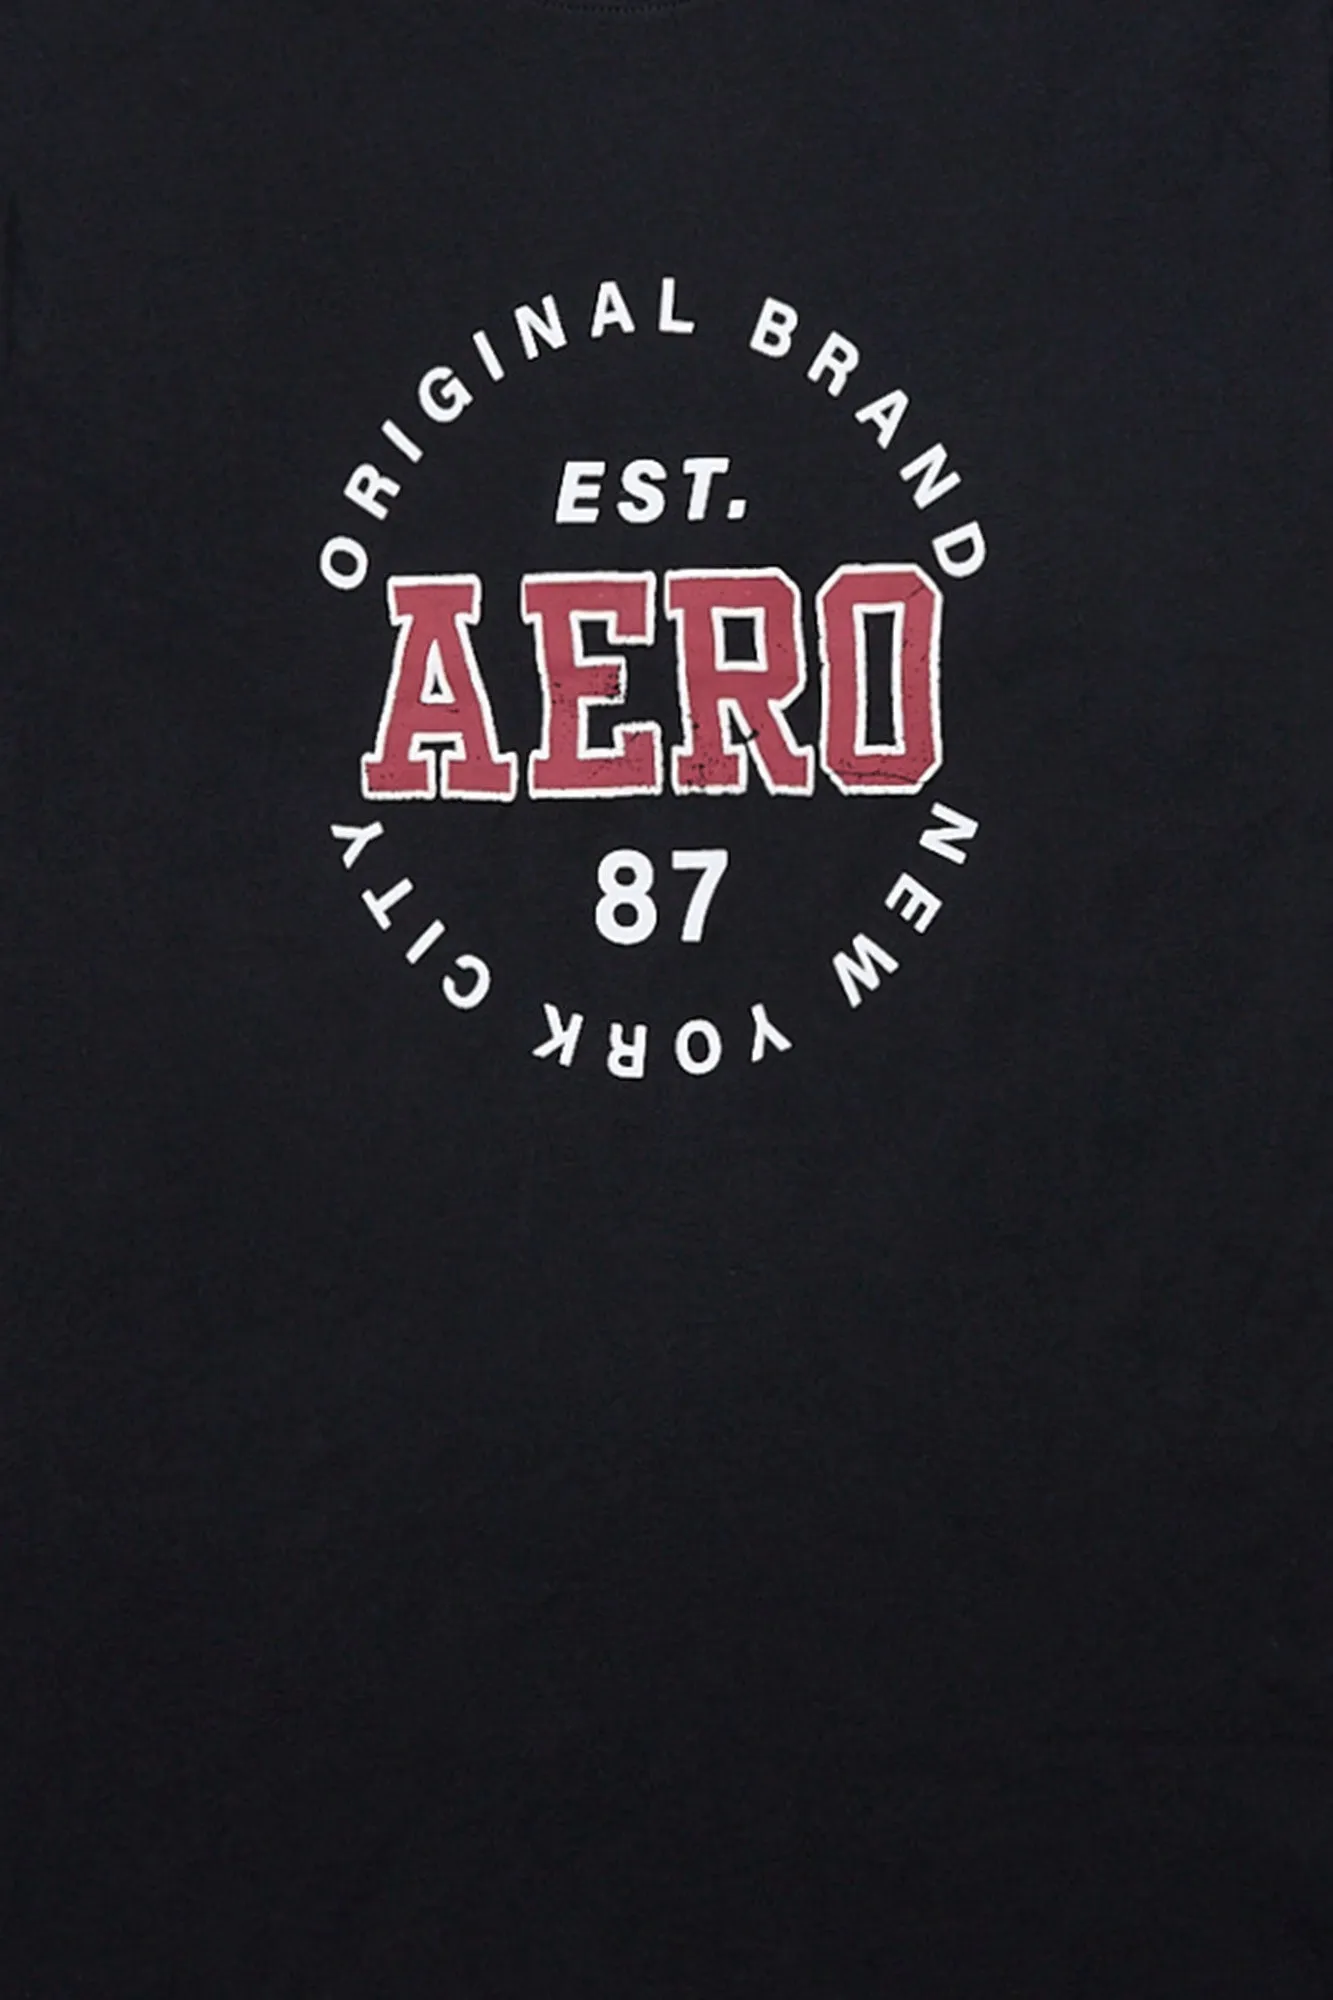 ORIGINAL BRAND
EST.
AERO
87
NEW YORK CITY